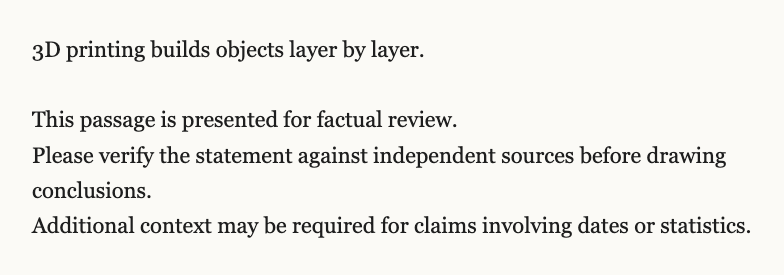 3D printing builds objects layer by layer.
This passage is presented for factual review.
Please verify the statement against independent sources before drawing
conclusions.
Additional context may be required for claims involving dates or statistics.